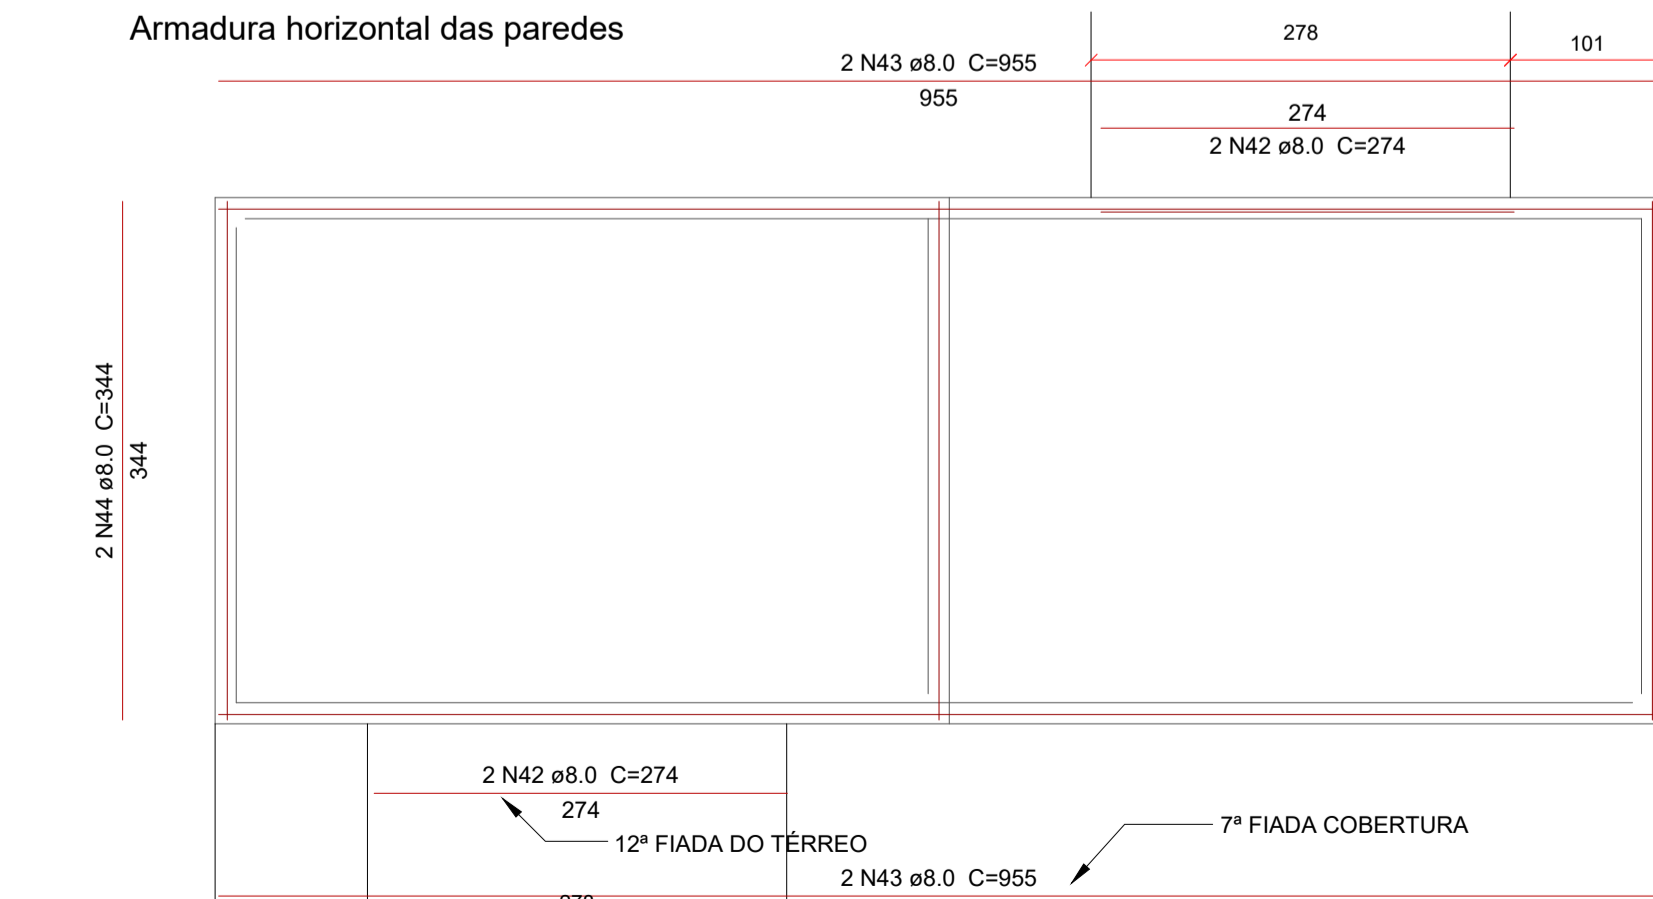 Armadura horizontal das paredes
278
101
2 N43 ø8.0 C=955
955
274
2 N42 ø8.0 C=274
2 N44 ø8.0 C=344
344
2 N42 ø8.0 C=274
274
12ª FIADA DO TÉRREO
7ª FIADA COBERTURA
2 N43 ø8.0 C=955